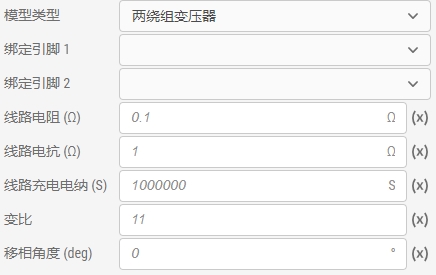 模型类型 两绕组变压器
绑定引脚 1
绑定引脚 2
线路电阻 (Ω) 0.1 Ω (x)
线路电抗 (Ω) 1 Ω (x)
线路充电电纳 (S) 1000000 S (x)
变比 11 (x)
移相角度 (deg) 0 ° (x)